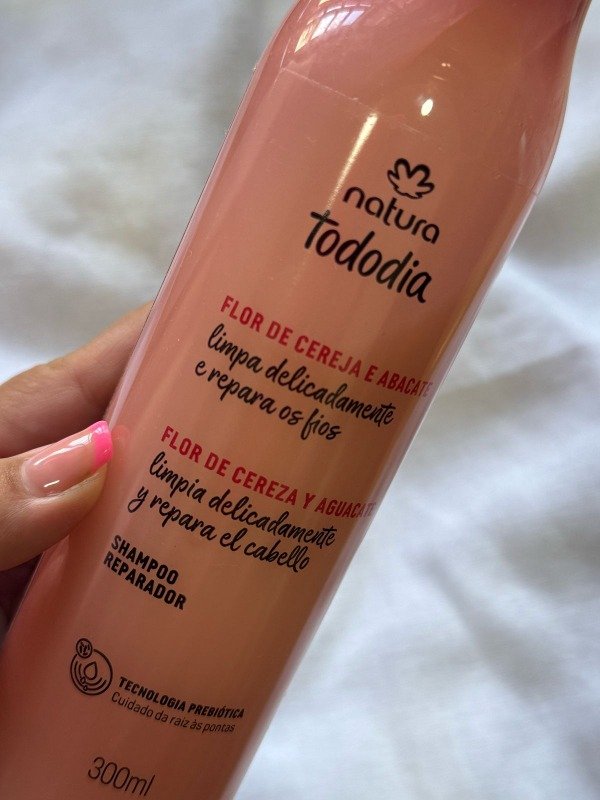 natura
tododia
FLOR DE CEREJA E ABACATE
limpa delicadamente
e repara os fios
FLOR DE CEREZA Y AGUACATE
limpia delicadamente
y repara el cabello
SHAMPOO
REPARADOR
TECNOLOGIA PREBIÓTICA
Cuidado da raiz às pontas
300ml